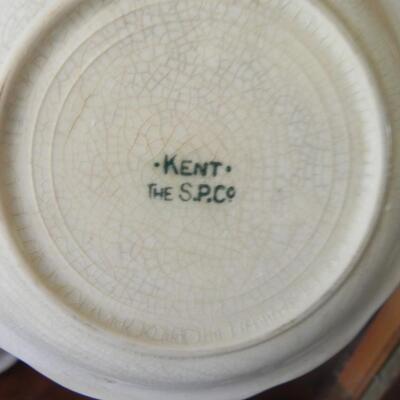 ·KENT·
THE S.P.Cº